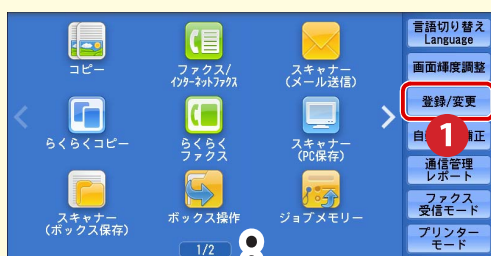 コピー
ファクス/
インターネットファクス
スキャナー
(メール送信)
らくらくコピー
らくらく
ファクス
スキャナー
(PC保存)
スキャナー
(ボックス保存)
ボックス操作
ジョブメモリー
1/2
言語切り替え
Language
画面輝度調整
登録/変更
1
自
正
通信管理
レポート
ファクス
受信モード
プリンター
モード